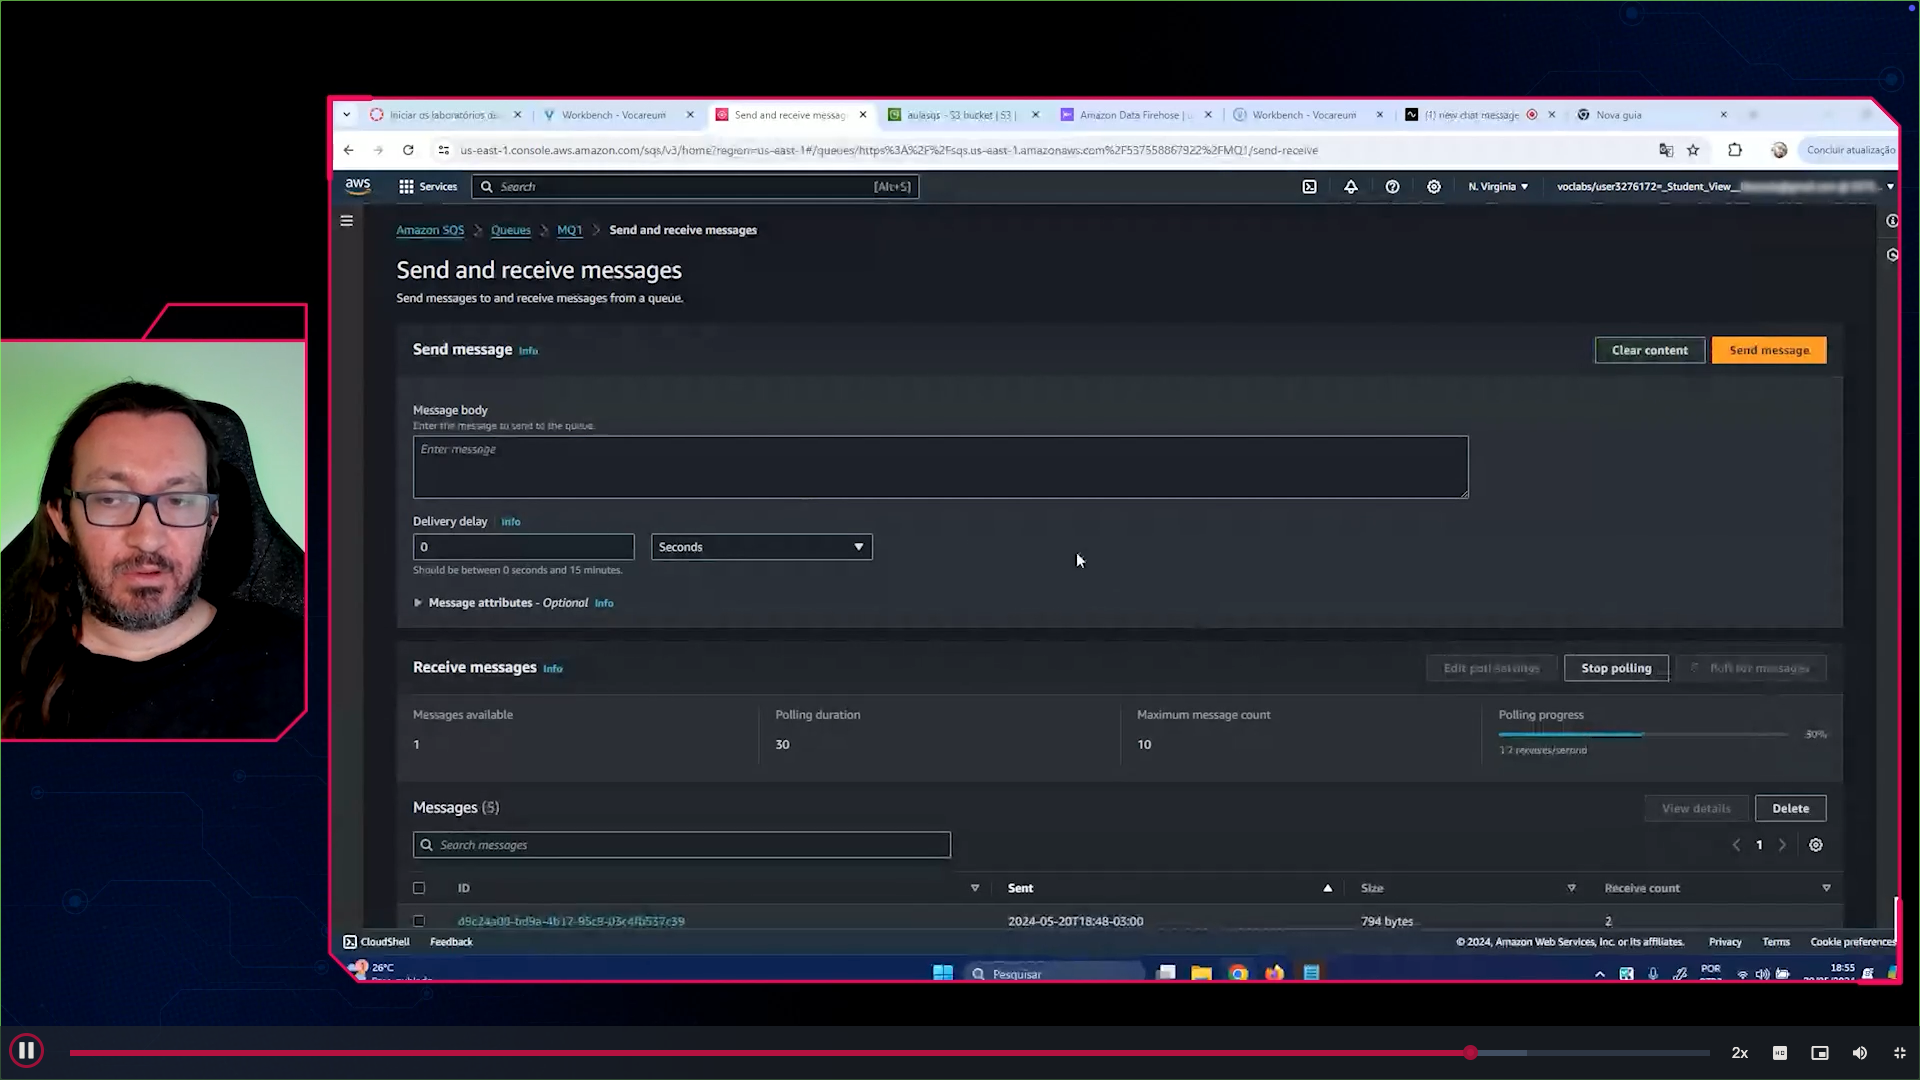 Iniciar os laboratórios da
Workbench - Vocareum
Send and receive messag
aulasqs - S3 bucket | S3 |
Amazon Data Firehose | u
Workbench - Vocareum
(1) new chat message
Nova guia
us-east-1.console.aws.amazon.com/sqs/v3/home?region=us-east-1#/queues/https%3A%2F%2Fsqs.us-east-1.amazonaws.com%2F537558867922%2FMQ1/send-receive
Concluir atualização
aws
Services
Search
[Alt+S]
N. Virginia
voclabs/user3276172=_Student_View__
Amazon SQS
Queues
MQ1
Send and receive messages
Send and receive messages
Send messages to and receive messages from a queue.
Send message Info
Clear content
Send message
Message body
Enter the message to send to the queue.
Enter message
Delivery delay Info
0
Seconds
Should be between 0 seconds and 15 minutes.
Message attributes - Optional Info
Receive messages Info
Edit poll settings
Stop polling
Poll for messages
Messages available
Polling duration
Maximum message count
Polling progress
1
30
10
30%
1.2 receives/second
Messages (5)
View details
Delete
Search messages
1
ID
Sent
Size
Receive count
2024-05-20T18:48-03:00
794 bytes
2
CloudShell
Feedback
© 2024, Amazon Web Services, Inc. or its affiliates.
Privacy
Terms
Cookie preferences
26°C
Pesquisar
POR
18:55
2x